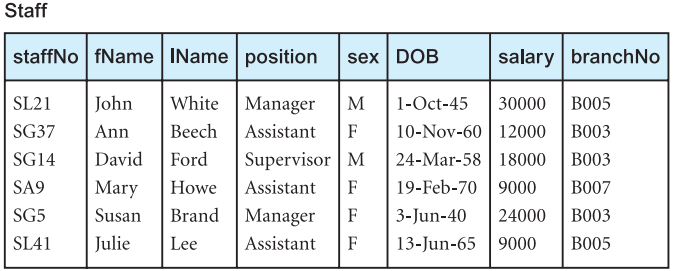 Staff
staffNo fName lName position sex DOB salary branchNo
SL21 John White Manager M 1-Oct-45 30000 B005
SG37 Ann Beech Assistant F 10-Nov-60 12000 B003
SG14 David Ford Supervisor M 24-Mar-58 18000 B003
SA9 Mary Howe Assistant F 19-Feb-70 9000 B007
SG5 Susan Brand Manager F 3-Jun-40 24000 B003
SL41 Julie Lee Assistant F 13-Jun-65 9000 B005